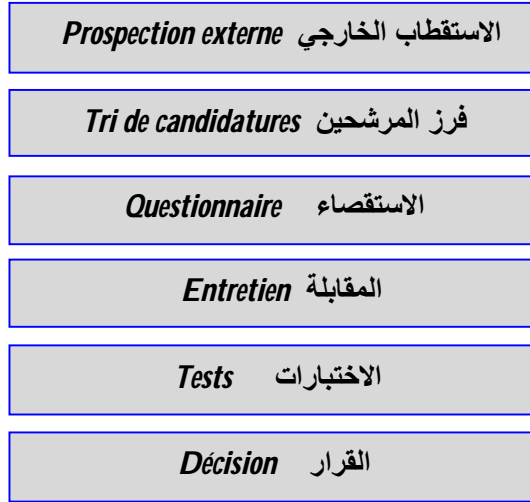 الاستقطاب الخارجي Prospection externe
فرز المرشحين Tri de candidatures
الاستقصاء Questionnaire
المقابلة Entretien
الاختبارات Tests
القرار Décision